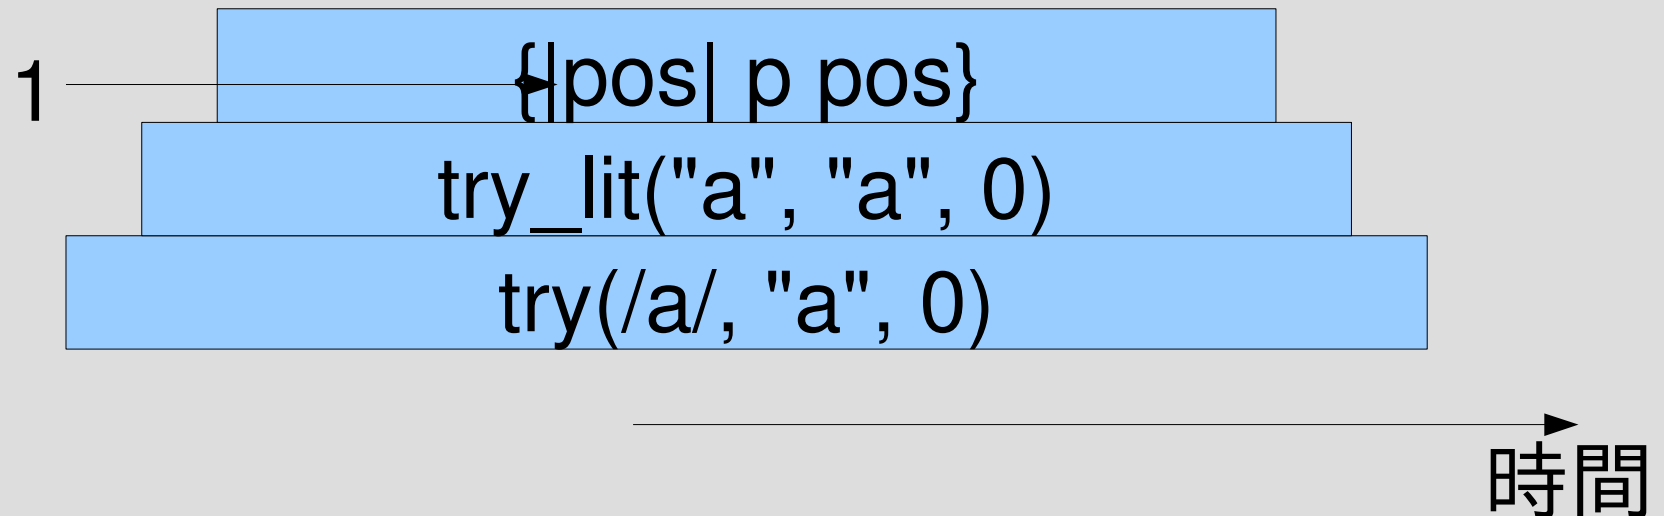 1
{|pos| p pos}
try_lit("a", "a", 0)
try(/a/, "a", 0)
時間